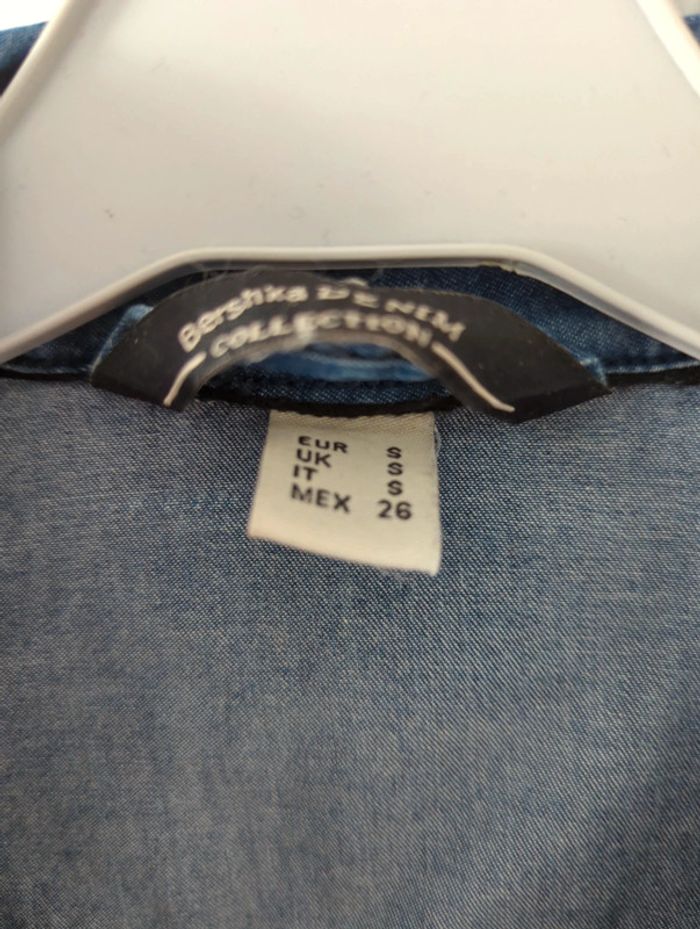 Bershka DENIM
COLLECTION
EUR S
UK S
IT S
MEX 26